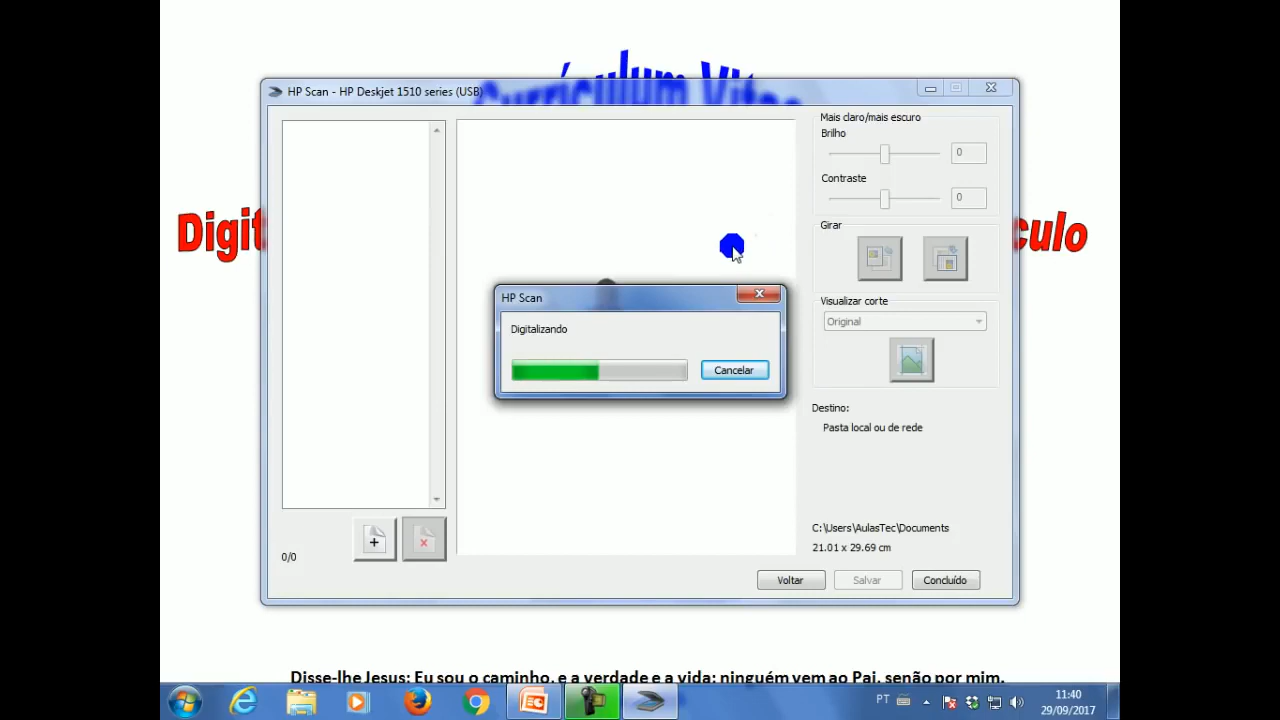 Currículum Vitae
HP Scan - HP Deskjet 1510 series (USB)
Digit
culo
Mais claro/mais escuro
Brilho
0
Contraste
0
Girar
HP Scan
Digitalizando
Cancelar
Visualizar corte
Original
Destino:
Pasta local ou de rede
C:\Users\AulasTec\Documents
21.01 x 29.69 cm
0/0
Voltar
Salvar
Concluído
Disse-lhe Jesus: Eu sou o caminho, e a verdade e a vida; ninguém vem ao Pai, senão por mim.
PT
11:40
29/09/2017